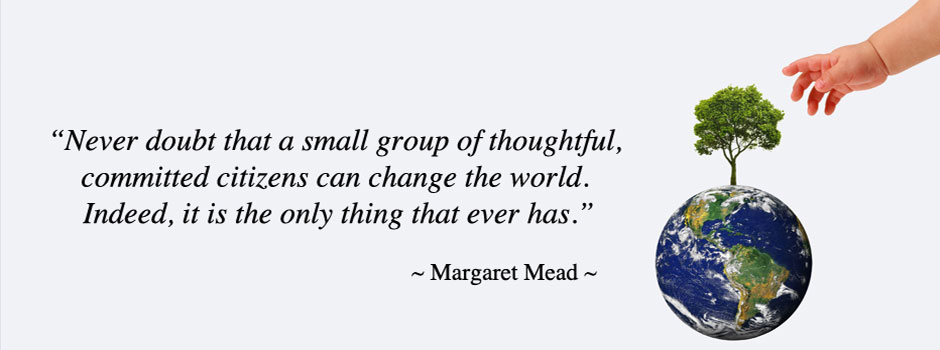 “Never doubt that a small group of thoughtful,
committed citizens can change the world.
Indeed, it is the only thing that ever has.”
~ Margaret Mead ~